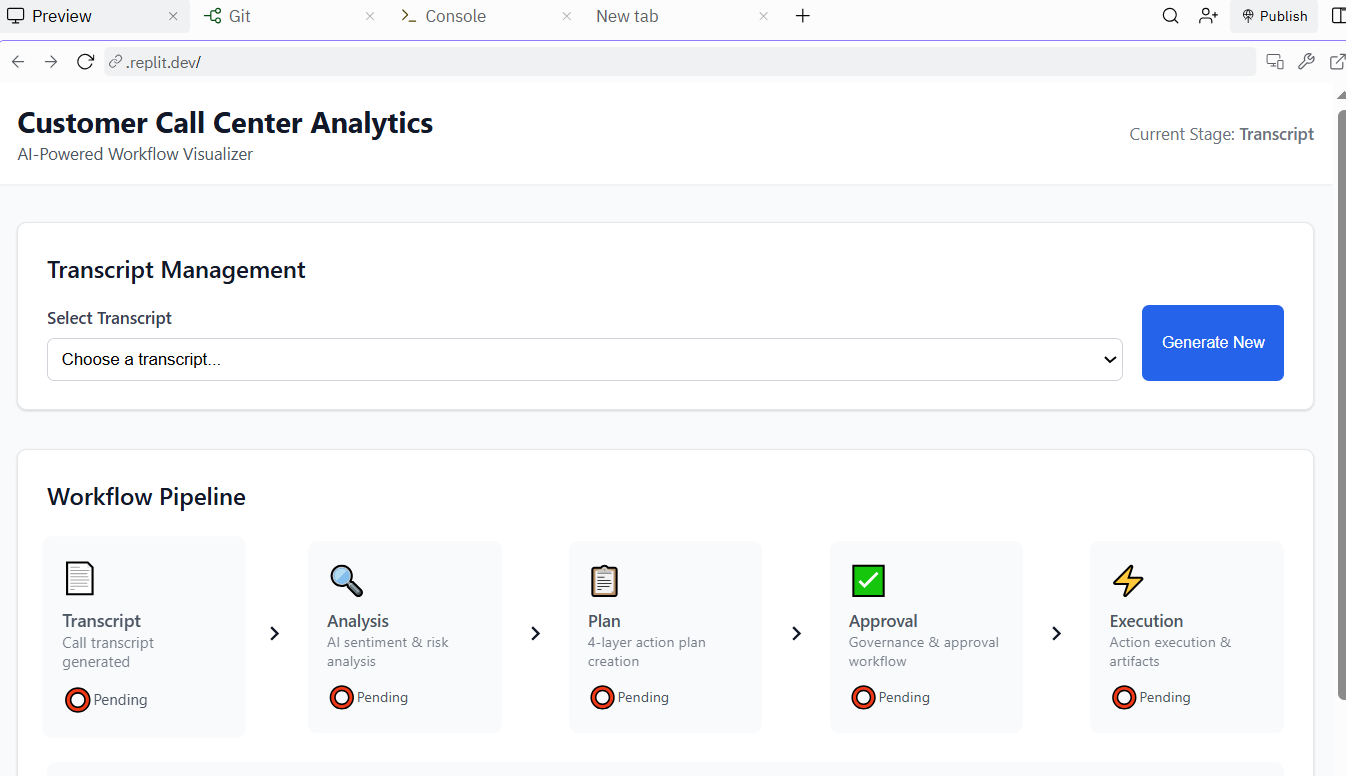 Preview
Git
Console
New tab
Publish
.replit.dev/
Customer Call Center Analytics
AI-Powered Workflow Visualizer
Current Stage: Transcript
Transcript Management
Select Transcript
Choose a transcript...
Generate New
Workflow Pipeline
Transcript
Call transcript
generated
Pending
Analysis
AI sentiment & risk
analysis
Pending
Plan
4-layer action plan
creation
Pending
Approval
Governance & approval
workflow
Pending
Execution
Action execution &
artifacts
Pending